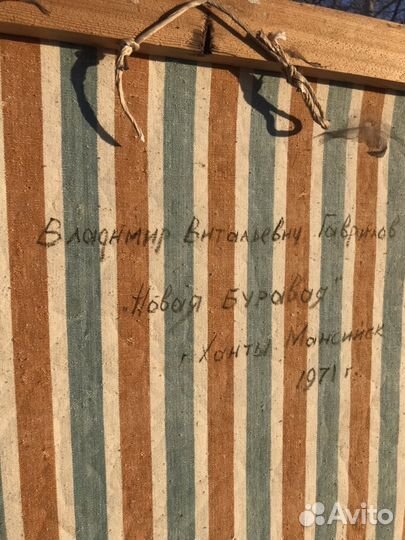 Владимир Витальевич Гаврилов
"Новая Буровая"
г. Ханты Мансийск
1971 г.
Avito